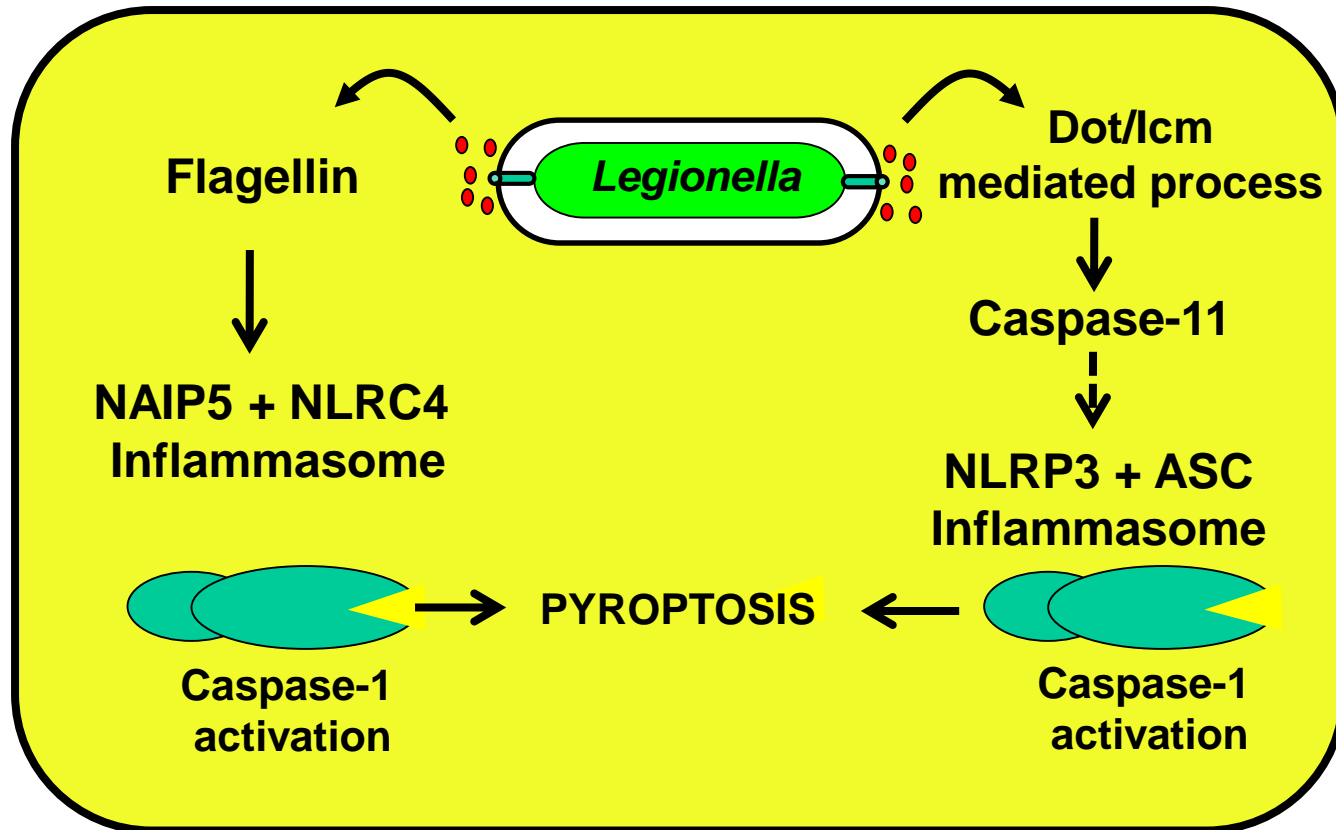 Legionella
Flagellin
NAIP5 + NLRC4
Inflammasome
Caspase-1
activation
PYROPTOSIS
Dot/Icm
mediated process
Caspase-11
NLRP3 + ASC
Inflammasome
Caspase-1
activation